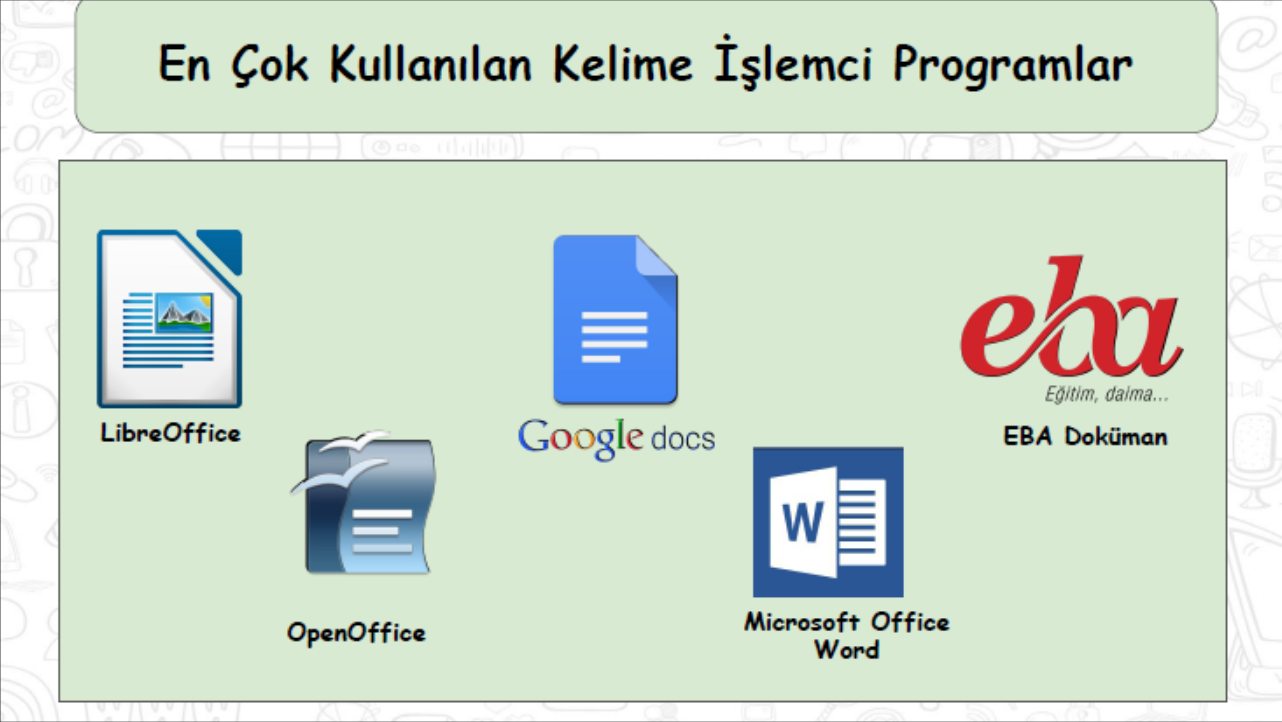 En Çok Kullanılan Kelime İşlemci Programlar
LibreOffice
OpenOffice
Google docs
W
Microsoft Office
Word
eba
Eğitim, daima...
EBA Doküman